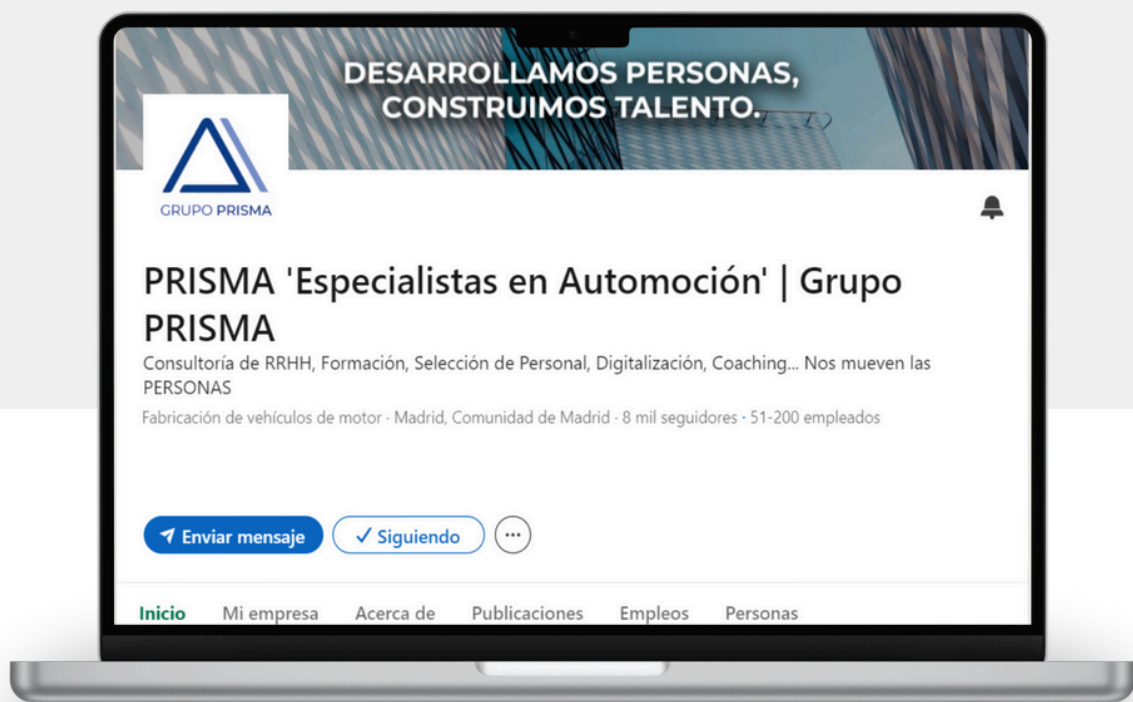 DESARROLLAMOS PERSONAS,
CONSTRUIMOS TALENTO.
GRUPO PRISMA
PRISMA 'Especialistas en Automoción' | Grupo
PRISMA
Consultoría de RRHH, Formación, Selección de Personal, Digitalización, Coaching... Nos mueven las
PERSONAS
Fabricación de vehículos de motor · Madrid, Comunidad de Madrid · 8 mil seguidores · 51-200 empleados
Enviar mensaje
Siguiendo
Inicio
Mi empresa
Acerca de
Publicaciones
Empleos
Personas